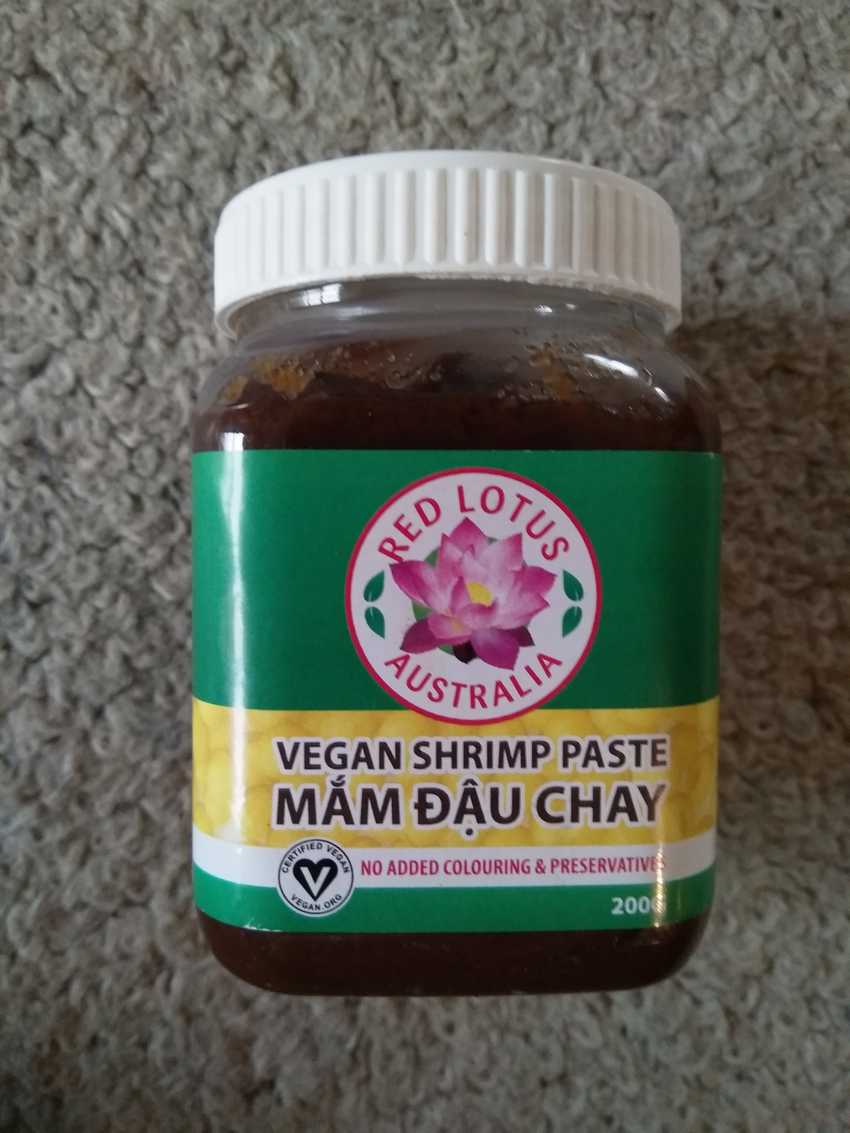 RED LOTUS
AUSTRALIA
VEGAN SHRIMP PASTE
MẮM ĐẬU CHAY
CERTIFIED VEGAN
VEGAN.ORG
NO ADDED COLOURING & PRESERVATIVES
200G